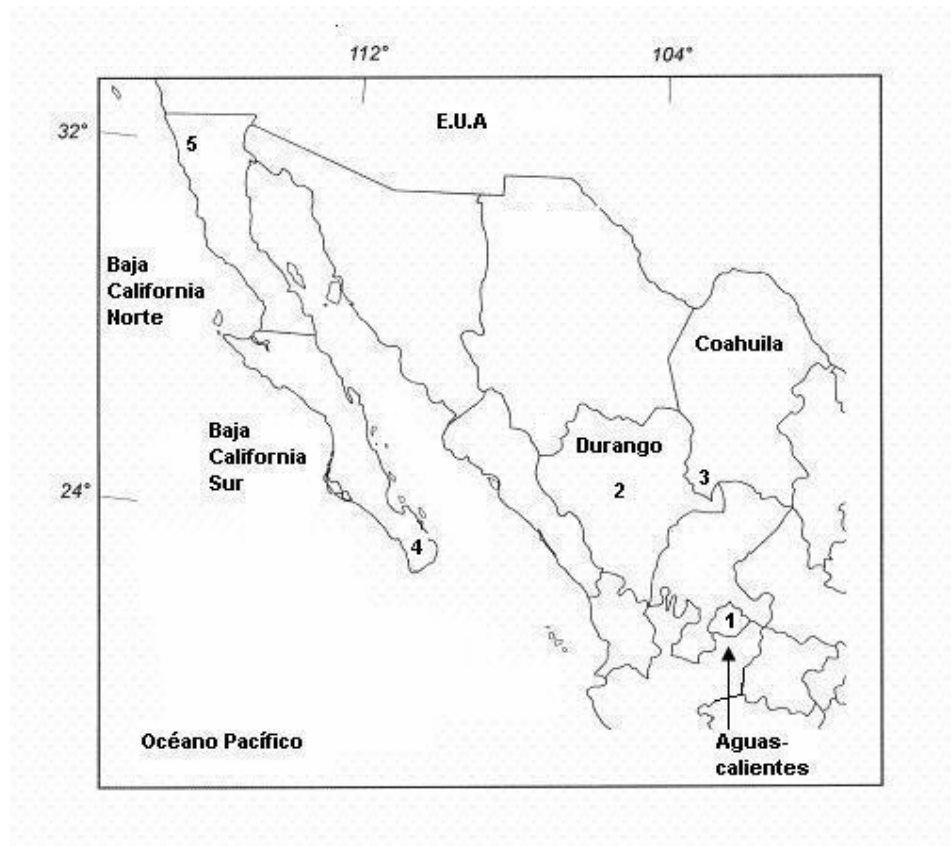 112°
104°
32°
E.U.A
5
Baja
California
Norte
Coahuila
Baja
California
Sur
Durango
24°
3
2
4
1
Océano Pacífico
Aguas-
calientes